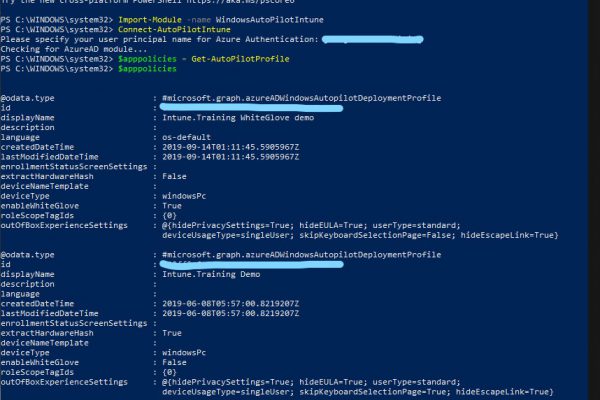 Try the new cross-platform PowerShell https://aka.ms/pscore6
PS C:\WINDOWS\system32> Import-Module -name WindowsAutoPilotIntune
PS C:\WINDOWS\system32> Connect-AutoPilotIntune
Please specify your user principal name for Azure Authentication:
Checking for AzureAD module...
PS C:\WINDOWS\system32> $apppolicies = Get-AutoPilotProfile
PS C:\WINDOWS\system32> $apppolicies
@odata.type : #microsoft.graph.azureADWindowsAutopilotDeploymentProfile
id :
displayName : Intune.Training WhiteGlove demo
description :
language : os-default
createdDateTime : 2019-09-14T01:11:45.5905967Z
lastModifiedDateTime : 2019-09-14T01:11:45.5905967Z
enrollmentStatusScreenSettings :
extractHardwareHash : False
deviceNameTemplate :
deviceType : windowsPc
enableWhiteGlove : True
roleScopeTagIds : {0}
outOfBoxExperienceSettings : @{hidePrivacySettings=True; hideEULA=True; userType=standard;
deviceUsageType=singleUser; skipKeyboardSelectionPage=False; hideEscapeLink=True}
@odata.type : #microsoft.graph.azureADWindowsAutopilotDeploymentProfile
id :
displayName : Intune.Training Demo
description :
language :
createdDateTime : 2019-06-08T05:57:00.8219207Z
lastModifiedDateTime : 2019-06-08T05:57:00.8219207Z
enrollmentStatusScreenSettings :
extractHardwareHash : True
deviceNameTemplate :
deviceType : windowsPc
enableWhiteGlove : False
roleScopeTagIds : {0}
outOfBoxExperienceSettings : @{hidePrivacySettings=True; hideEULA=True; userType=standard;
deviceUsageType=singleUser; skipKeyboardSelectionPage=True; hideEscapeLink=True}